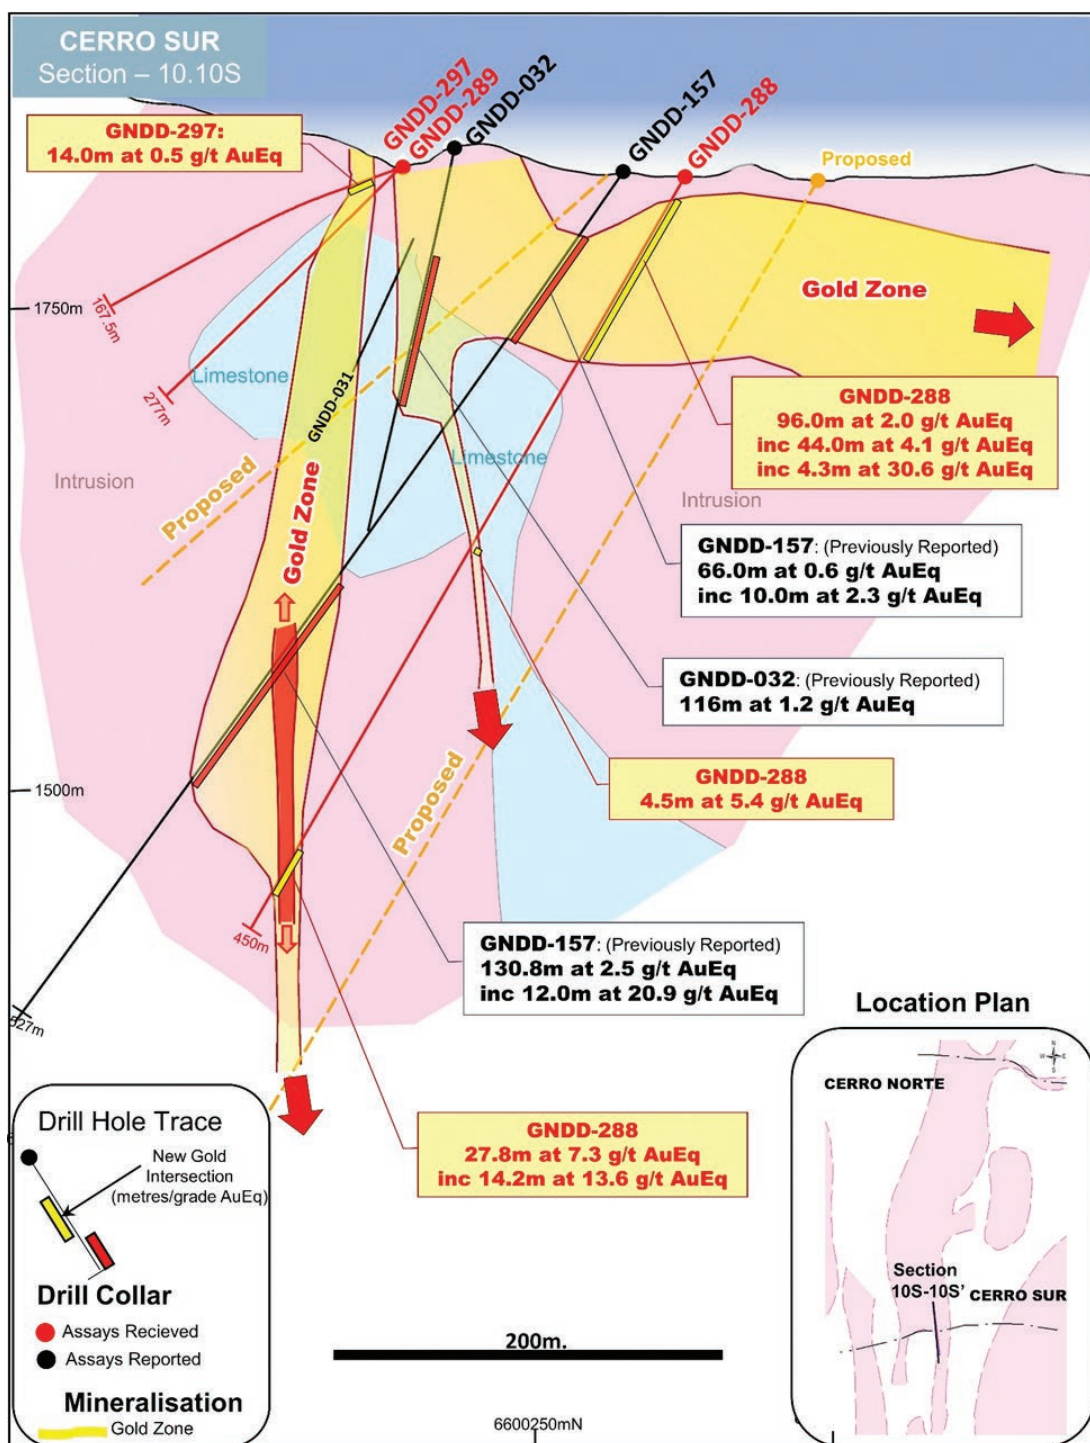 CERRO SUR
Section – 10.10S
GNDD-297
GNDD-289
GNDD-032
GNDD-157
GNDD-288
Proposed
GNDD-297:
14.0m at 0.5 g/t AuEq
1750m
167.5m
277m
Limestone
GNDD-031
Gold Zone
Intrusion
Proposed
Gold Zone
Limestone
Intrusion
GNDD-288
96.0m at 2.0 g/t AuEq
inc 44.0m at 4.1 g/t AuEq
inc 4.3m at 30.6 g/t AuEq
GNDD-157: (Previously Reported)
66.0m at 0.6 g/t AuEq
inc 10.0m at 2.3 g/t AuEq
GNDD-032: (Previously Reported)
116m at 1.2 g/t AuEq
GNDD-288
4.5m at 5.4 g/t AuEq
1500m
Proposed
450m
GNDD-157: (Previously Reported)
130.8m at 2.5 g/t AuEq
inc 12.0m at 20.9 g/t AuEq
527m
GNDD-288
27.8m at 7.3 g/t AuEq
inc 14.2m at 13.6 g/t AuEq
Drill Hole Trace
New Gold
Intersection
(metres/grade AuEq)
Drill Collar
Assays Recieved
Assays Reported
Mineralisation
Gold Zone
200m.
6600250mN
Location Plan
N
W
E
S
CERRO NORTE
Section
10S-10S'
CERRO SUR